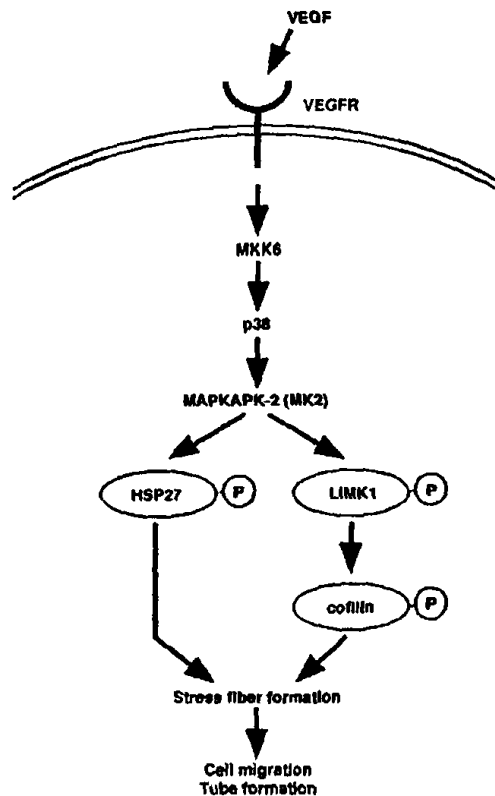 VEGF
VEGFR
MKK6
p38
MAPKAPK-2 (MK2)
HSP27 P
LIMK1 P
cofilin P
Stress fiber formation
Cell migration
Tube formation